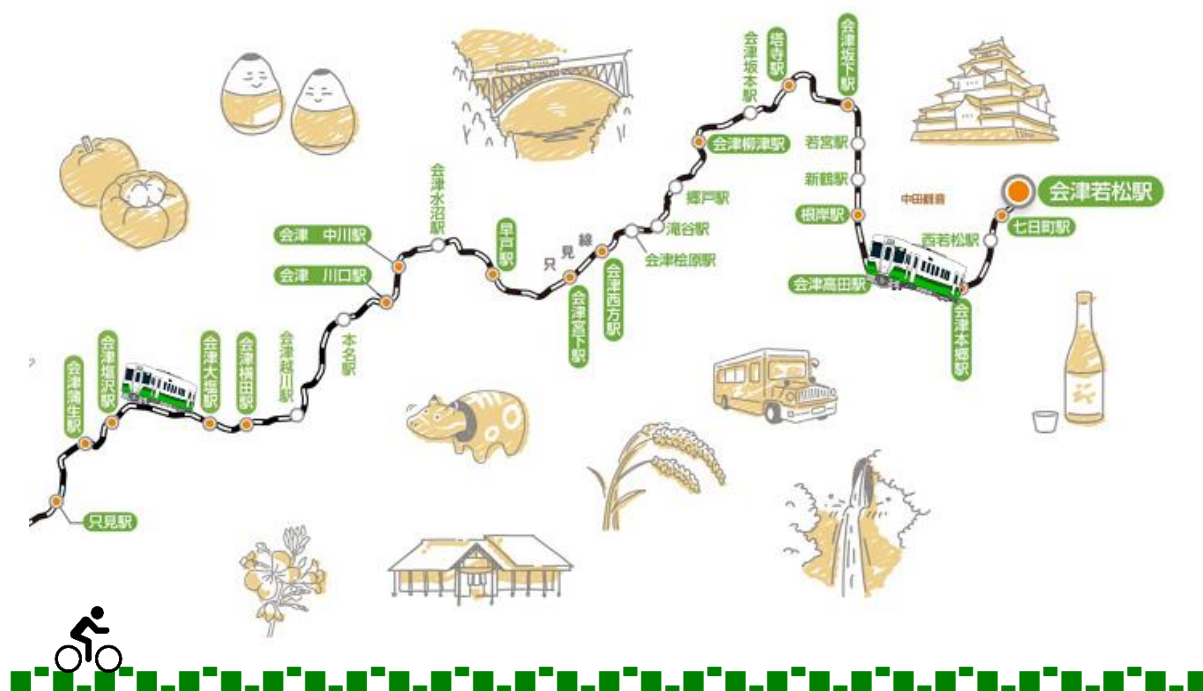 会津若松駅
七日町駅
西若松駅
会津本郷駅
中田観音
会津高田駅
根岸駅
新鶴駅
若宮駅
会津坂下駅
塔寺駅
会津坂本駅
会津柳津駅
郷戸駅
滝谷駅
会津桧原駅
会津西方駅
会津宮下駅
只見線
早戸駅
会津水沼駅
会津 中川駅
会津 川口駅
本名駅
会津越川駅
会津横田駅
会津大塩駅
会津塩沢駅
会津蒲生駅
只見駅